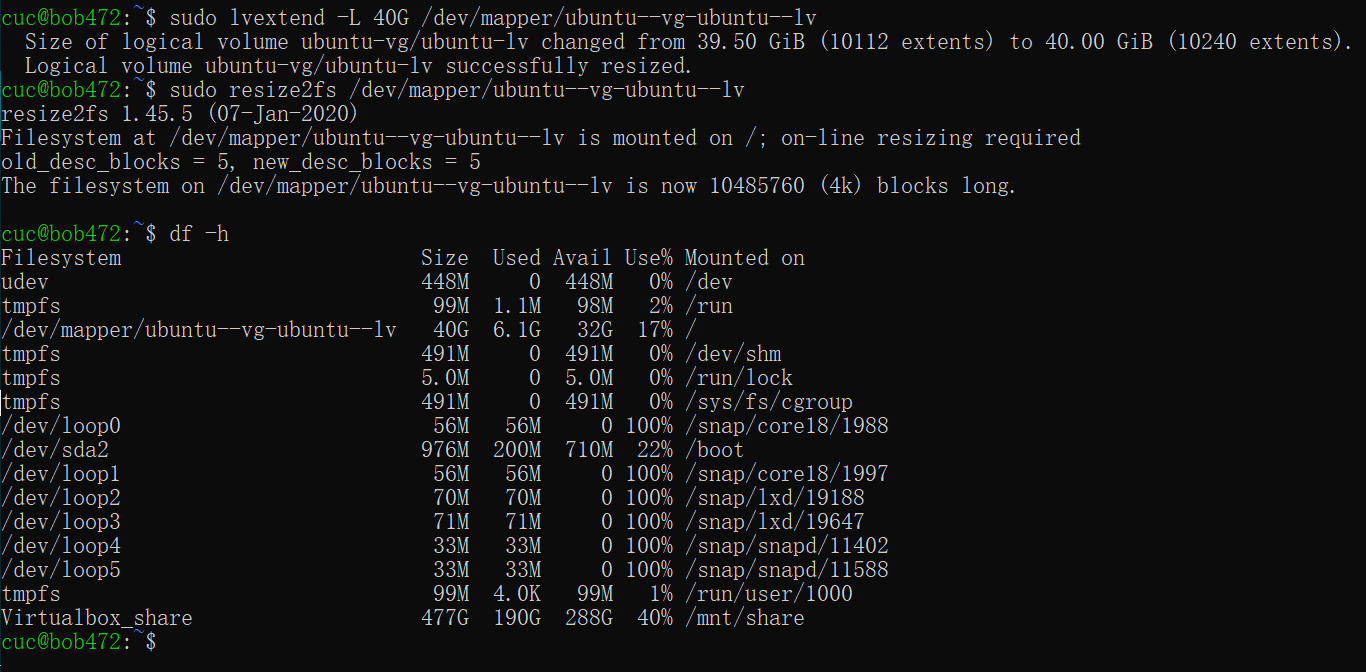 cuc@bob472:~$ sudo lvextend -L 40G /dev/mapper/ubuntu--vg-ubuntu--lv
  Size of logical volume ubuntu-vg/ubuntu-lv changed from 39.50 GiB (10112 extents) to 40.00 GiB (10240 extents).
  Logical volume ubuntu-vg/ubuntu-lv successfully resized.
cuc@bob472:~$ sudo resize2fs /dev/mapper/ubuntu--vg-ubuntu--lv
resize2fs 1.45.5 (07-Jan-2020)
Filesystem at /dev/mapper/ubuntu--vg-ubuntu--lv is mounted on /; on-line resizing required
old_desc_blocks = 5, new_desc_blocks = 5
The filesystem on /dev/mapper/ubuntu--vg-ubuntu--lv is now 10485760 (4k) blocks long.

cuc@bob472:~$ df -h
Filesystem                         Size  Used Avail Use% Mounted on
udev                               448M     0  448M   0% /dev
tmpfs                               99M  1.1M   98M   2% /run
/dev/mapper/ubuntu--vg-ubuntu--lv   40G  6.1G   32G  17% /
tmpfs                              491M     0  491M   0% /dev/shm
tmpfs                              5.0M     0  5.0M   0% /run/lock
tmpfs                              491M     0  491M   0% /sys/fs/cgroup
/dev/loop0                          56M   56M     0 100% /snap/core18/1988
/dev/sda2                          976M  200M  710M  22% /boot
/dev/loop1                          56M   56M     0 100% /snap/core18/1997
/dev/loop2                          70M   70M     0 100% /snap/lxd/19188
/dev/loop3                          71M   71M     0 100% /snap/lxd/19647
/dev/loop4                          33M   33M     0 100% /snap/snapd/11402
/dev/loop5                          33M   33M     0 100% /snap/snapd/11588
tmpfs                               99M  4.0K   99M   1% /run/user/1000
Virtualbox_share                   477G  190G  288G  40% /mnt/share
cuc@bob472:~$